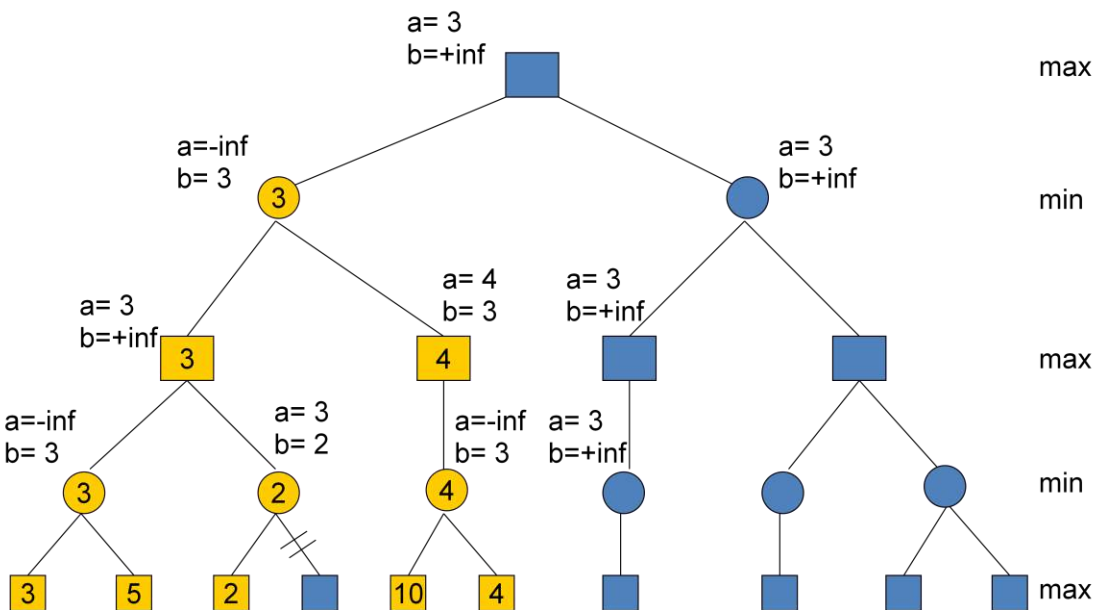 a= 3
b=+inf
max
a=-inf
b= 3
3
a= 3
b=+inf
min
a= 3
b=+inf
3
a= 4
b= 3
4
a= 3
b=+inf
max
a=-inf
b= 3
3
a= 3
b= 2
2
a=-inf
b= 3
4
a= 3
b=+inf
min
3
5
2
10
4
max